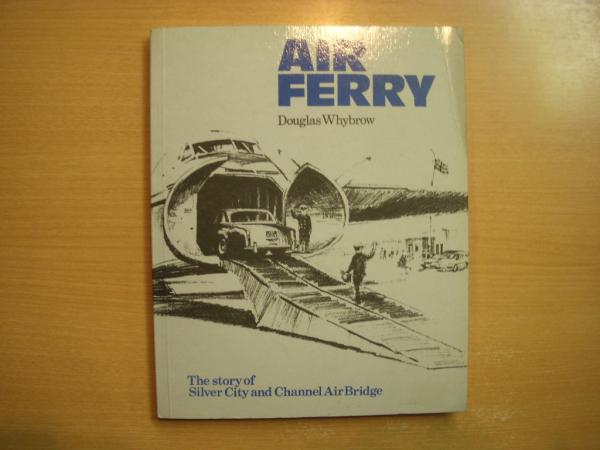 AIR
FERRY
Douglas Whybrow
The story of
Silver City and Channel Air Bridge